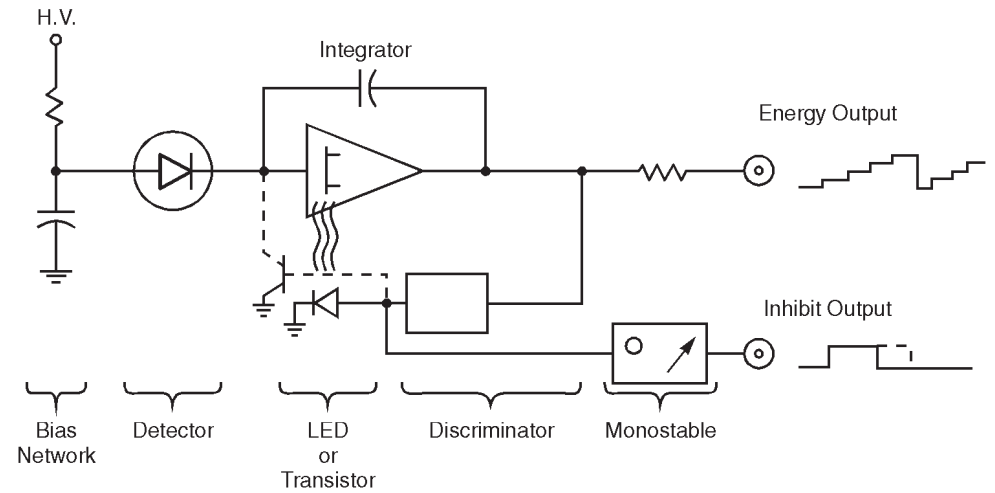 H.V.
Integrator
Energy Output
Inhibit Output
Bias
Network
Detector
LED
or
Transistor
Discriminator
Monostable